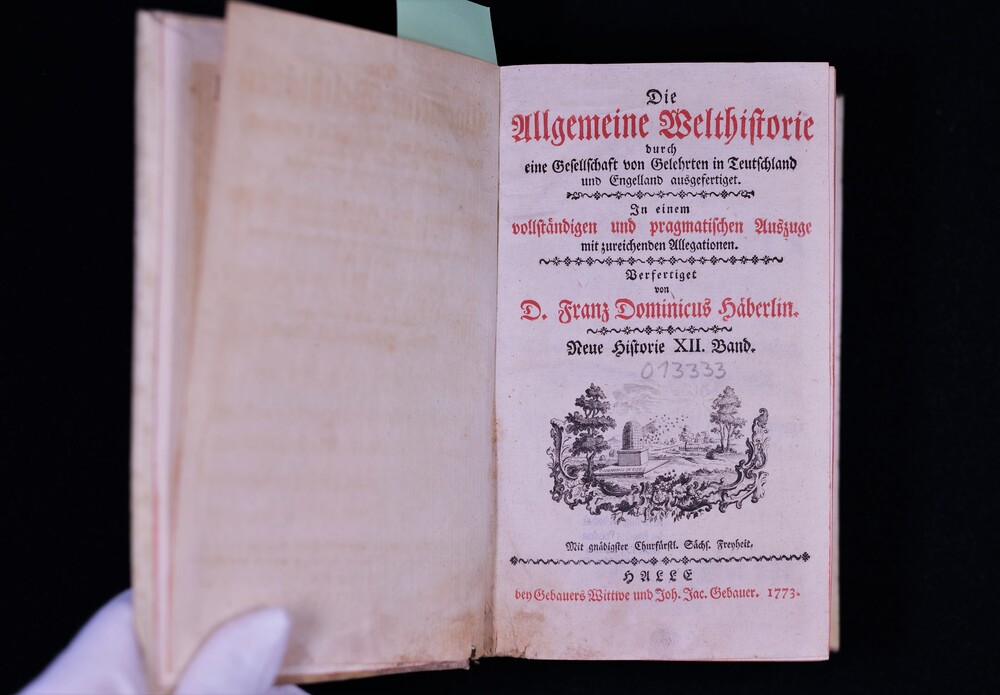 Die
Allgemeine Welthistorie
durch
eine Gesellschaft von Gelehrten in Teutschland
und Engelland ausgefertiget.
In einem
vollständigen und pragmatischen Auszuge
mit zureichenden Allegationen.
Verfertiget
von
D. Franz Dominicus Häberlin.
Neue Historie XII. Band.
013333
Mit gnädigster Churfürstl. Sächs. Freyheit.
HALLE
bey Gebauers Wittwe und Joh. Jac. Gebauer. 1773.